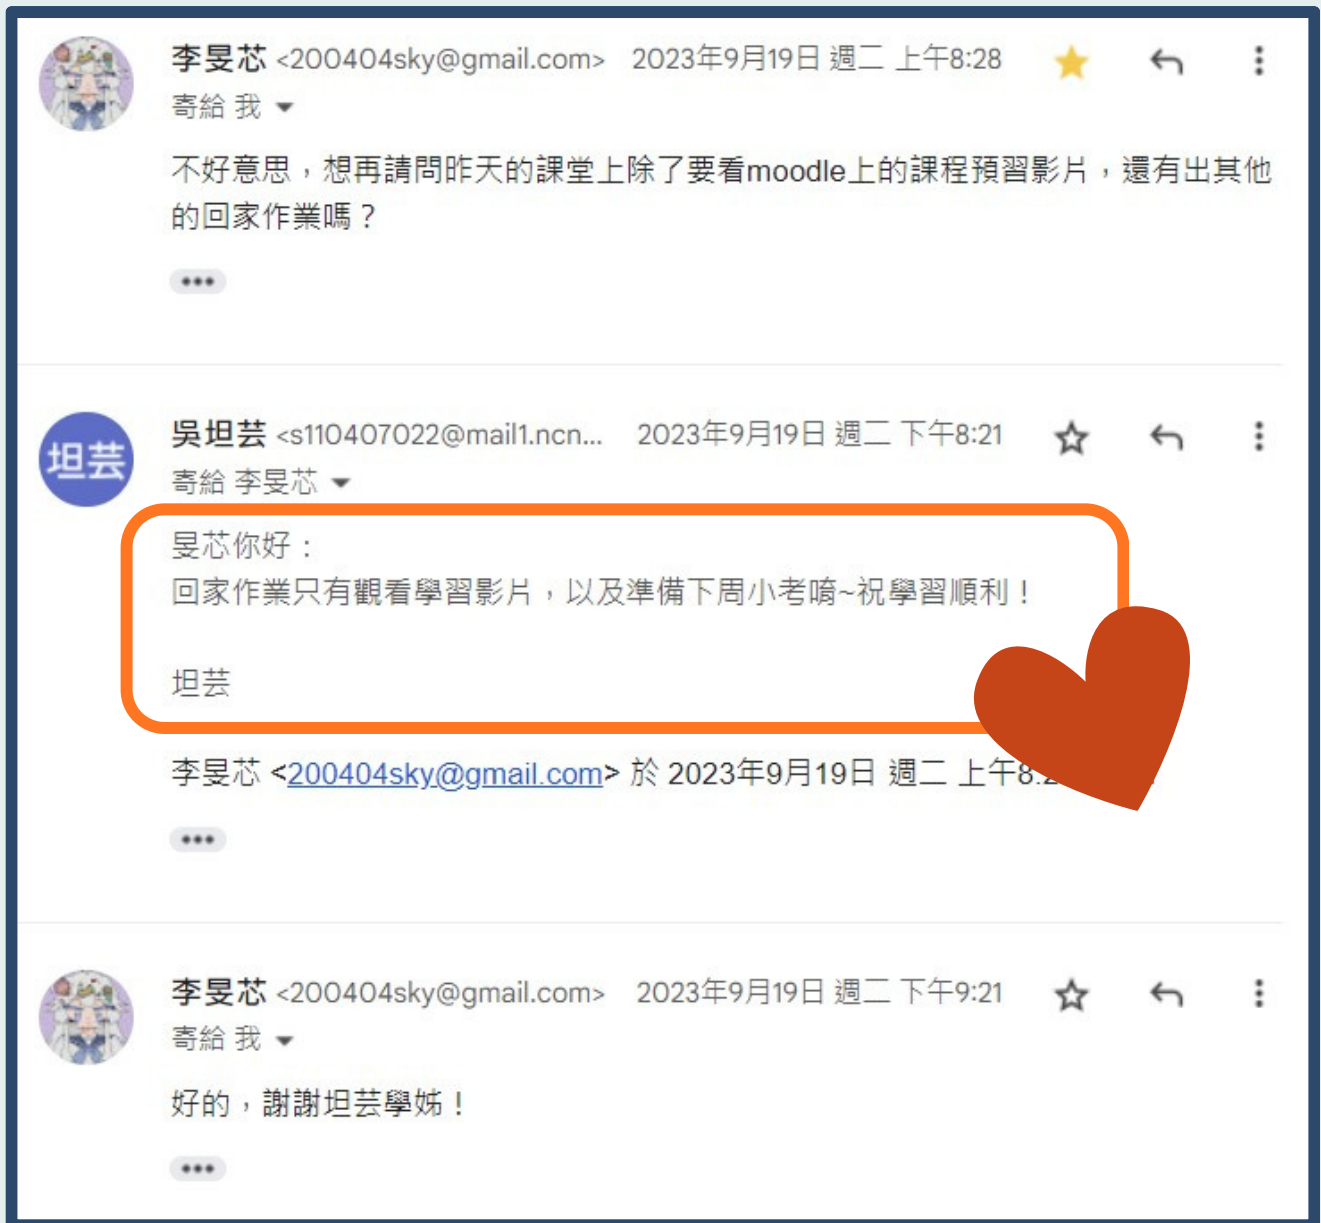 李旻芯 <200404sky@gmail.com> 2023年9月19日 週二 上午8:28
寄給 我
不好意思，想再請問昨天的課堂上除了要看moodle上的課程預習影片，還有出其他
的回家作業嗎？
坦芸
吳坦芸 <s110407022@mail1.ncn... 2023年9月19日 週二 下午8:21
寄給 李旻芯
旻芯你好：
回家作業只有觀看學習影片，以及準備下周小考唷~祝學習順利！
坦芸
李旻芯 <200404sky@gmail.com> 於 2023年9月19日 週二 上午8:2
李旻芯 <200404sky@gmail.com> 2023年9月19日 週二 下午9:21
寄給 我
好的，謝謝坦芸學姊！